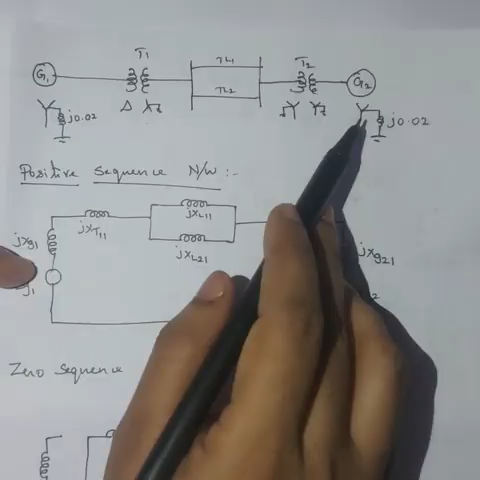 T1 TL1 T2
G1 G2
TL2
Δ
j0.02 j0.02
Positive Sequence N/W :-
jxL11
jxg1 jxT11
jxL21 jxg21
Zero Sequence